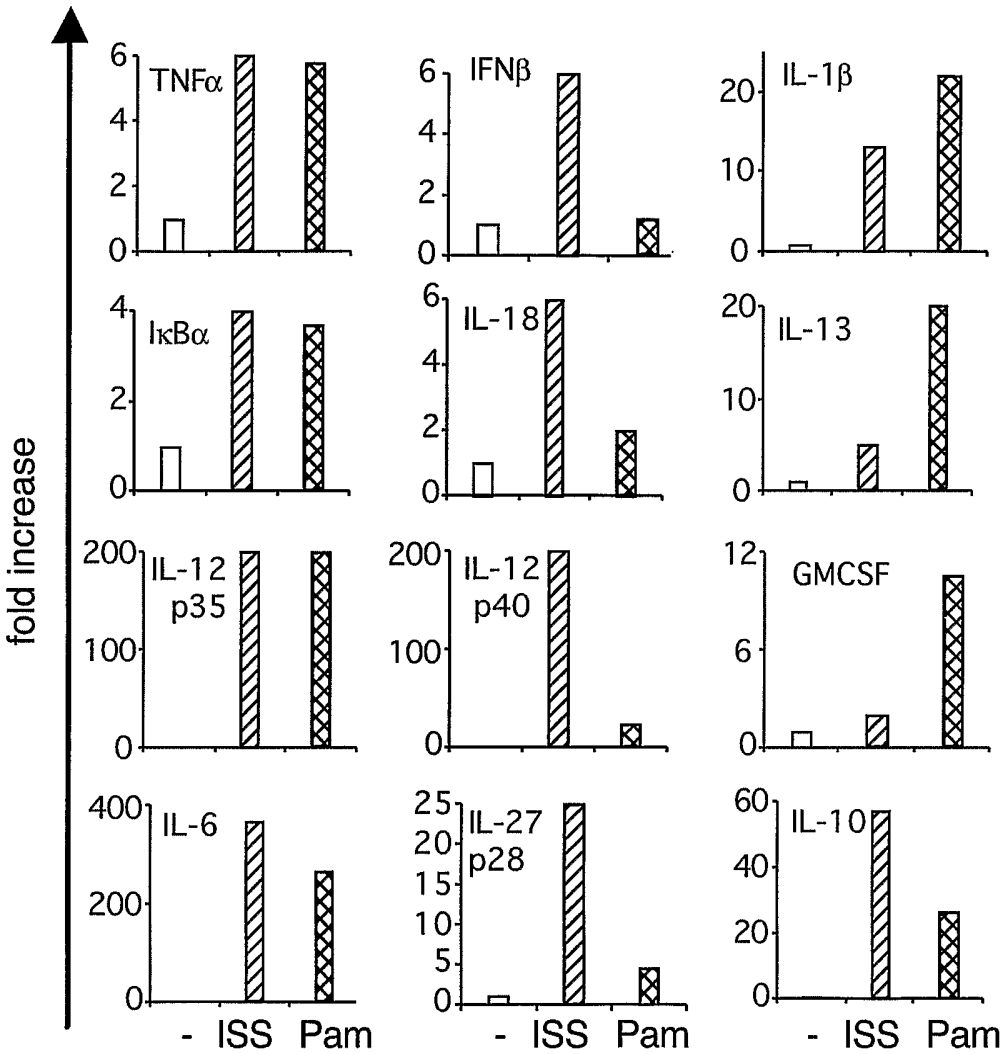 fold increase
TNFα
6
4
2
0
IFNβ
6
4
2
0
IL-1β
20
10
0
IκBα
4
2
0
IL-18
6
4
2
0
IL-13
20
10
0
IL-12
p35
200
100
0
IL-12
p40
200
100
0
GMCSF
12
6
0
IL-6
400
200
0
IL-27
p28
25
20
15
10
5
0
IL-10
60
40
20
0
- ISS Pam
- ISS Pam
- ISS Pam